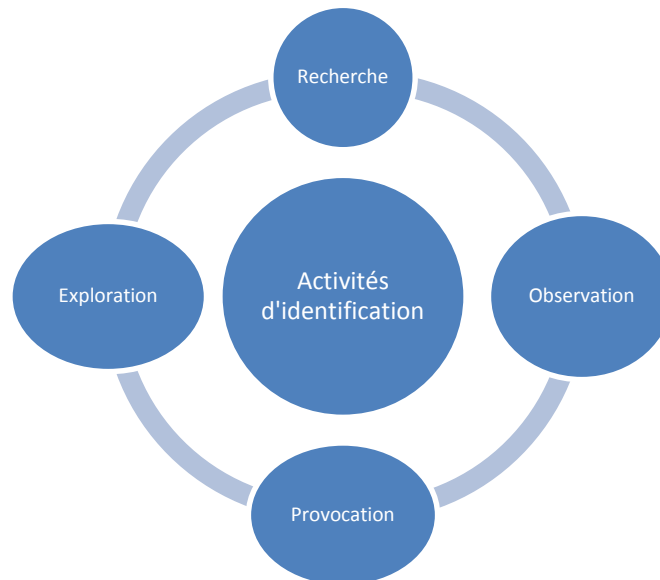 Recherche
Exploration
Activités
d'identification
Observation
Provocation